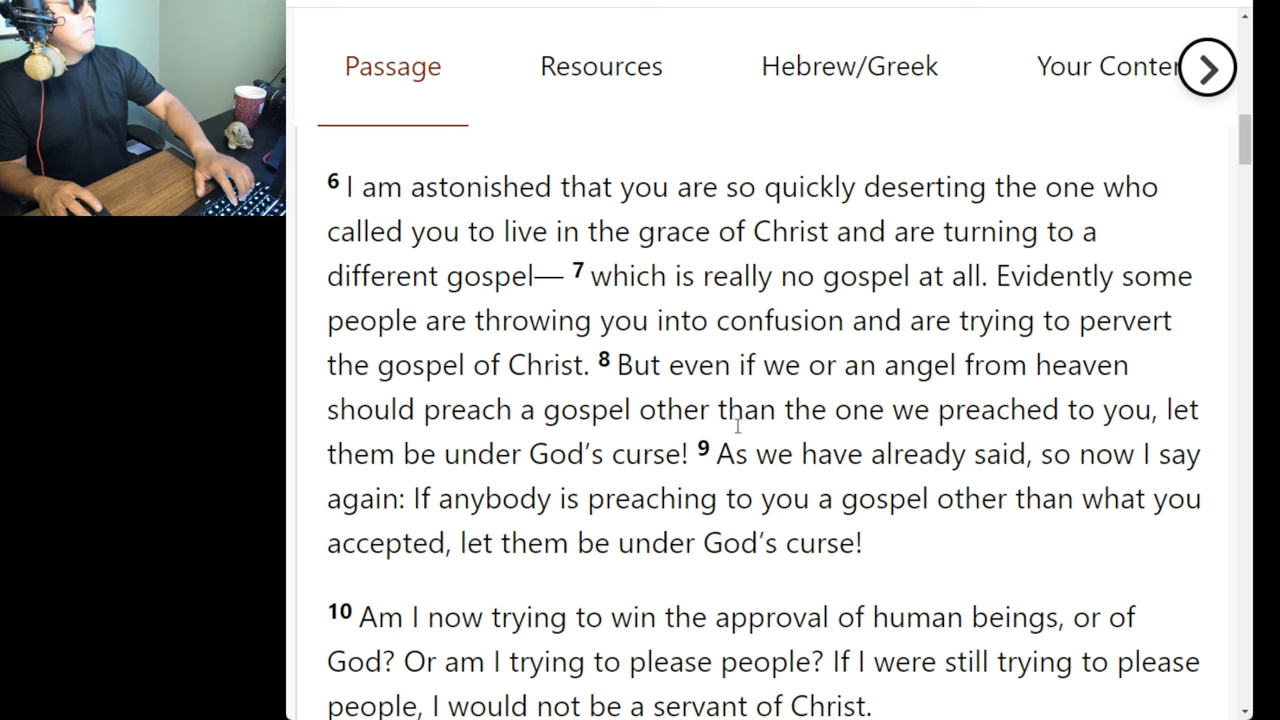 Passage Resources Hebrew/Greek Your
6 I am astonished that you are so quickly deserting the one who
called you to live in the grace of Christ and are turning to a
different gospel— 7 which is really no gospel at all. Evidently some
people are throwing you into confusion and are trying to pervert
the gospel of Christ. 8 But even if we or an angel from heaven
should preach a gospel other than the one we preached to you, let
them be under God’s curse! 9 As we have already said, so now I say
again: If anybody is preaching to you a gospel other than what you
accepted, let them be under God’s curse!
10 Am I now trying to win the approval of human beings, or of
God? Or am I trying to please people? If I were still trying to please
people, I would not be a servant of Christ.